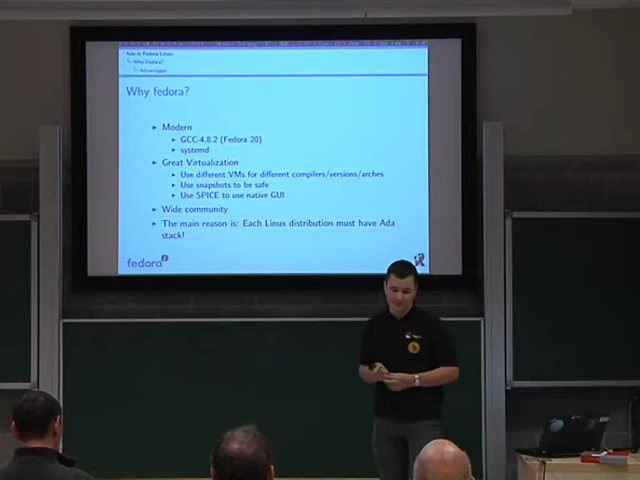 Ada in Fedora Linux
Why Fedora?
Advantages
Why fedora?
Modern
GCC-4.8.2 (Fedora 20)
systemd
Great Virtualization
Use different VMs for different compilers/versions/arches
Use snapshots to be safe
Use SPICE to use native GUI
Wide community
The main reason is: Each Linux distribution must have Ada
stack!
fedora